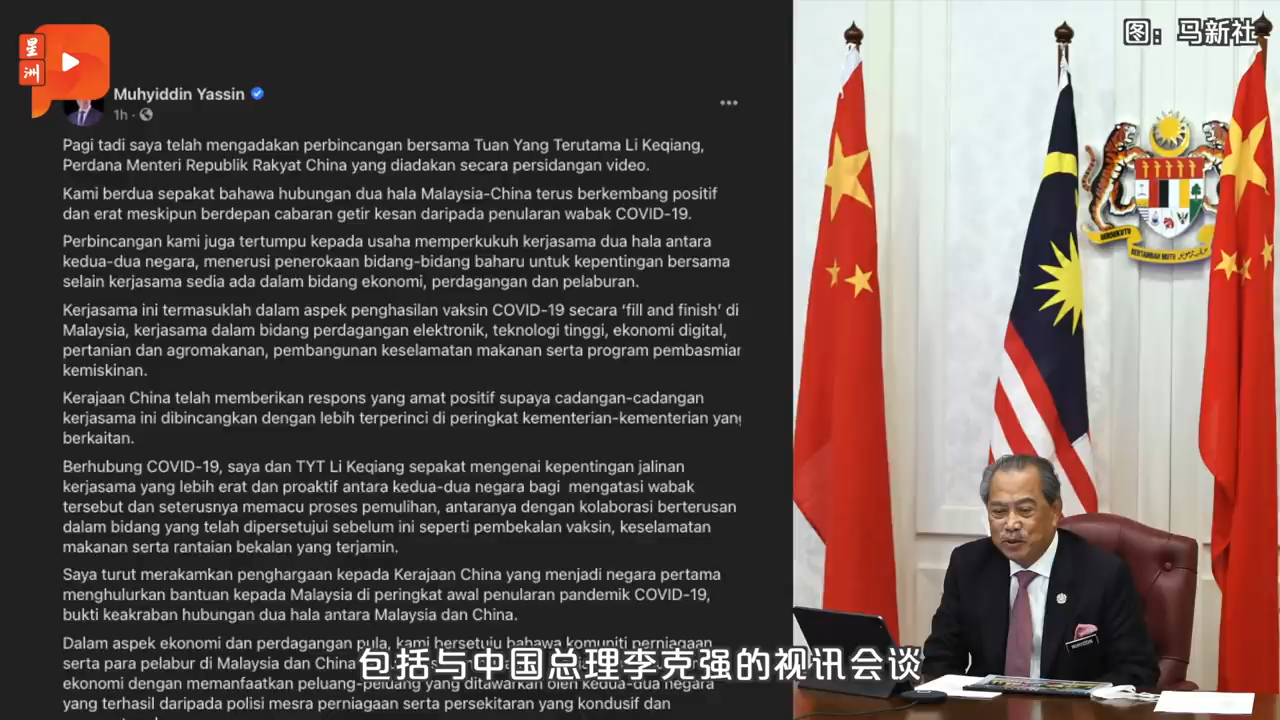 星
洲
图：马新社
Muhyiddin Yassin
1h ·
Pagi tadi saya telah mengadakan perbincangan bersama Tuan Yang Terutama Li Keqiang,
Perdana Menteri Republik Rakyat China yang diadakan secara persidangan video.
Kami berdua sepakat bahawa hubungan dua hala Malaysia-China terus berkembang positif
dan erat meskipun berdepan cabaran getir kesan daripada penularan wabak COVID-19.
Perbincangan kami juga tertumpu kepada usaha memperkukuh kerjasama dua hala antara
kedua-dua negara, menerusi penerokaan bidang-bidang baharu untuk kepentingan bersama
selain kerjasama sedia ada dalam bidang ekonomi, perdagangan dan pelaburan.
Kerjasama ini termasuklah dalam aspek penghasilan vaksin COVID-19 secara ‘fill and finish’ di
Malaysia, kerjasama dalam bidang perdagangan elektronik, teknologi tinggi, ekonomi digital,
pertanian dan agromakanan, pembangunan keselamatan makanan serta program pembasmian
kemiskinan.
Kerajaan China telah memberikan respons yang amat positif supaya cadangan-cadangan
kerjasama ini dibincangkan dengan lebih terperinci di peringkat kementerian-kementerian yang
berkaitan.
Berhubung COVID-19, saya dan TYT Li Keqiang sepakat mengenai kepentingan jalinan
kerjasama yang lebih erat dan proaktif antara kedua-dua negara bagi mengatasi wabak
tersebut dan seterusnya memacu proses pemulihan, antaranya dengan kolaborasi berterusan
dalam bidang yang telah dipersetujui sebelum ini seperti pembekalan vaksin, keselamatan
makanan serta rantaian bekalan yang terjamin.
Saya turut merakamkan penghargaan kepada Kerajaan China yang menjadi negara pertama
menghulurkan bantuan kepada Malaysia di peringkat awal penularan pandemik COVID-19,
bukti keakraban hubungan dua hala antara Malaysia dan China.
Dalam aspek ekonomi dan perdagangan pula, kami bersetuju bahawa komuniti perniagaan
serta para pelabur di Malaysia dan China
ekonomi dengan memanfaatkan peluang-peluang yang ditawarkan oleh kedua-dua negara
yang terhasil daripada polisi mesra perniagaan serta persekitaran yang kondusif dan
包括与中国总理李克强的视讯会谈
BERSEKUTU
BERTAMBAH MUTU